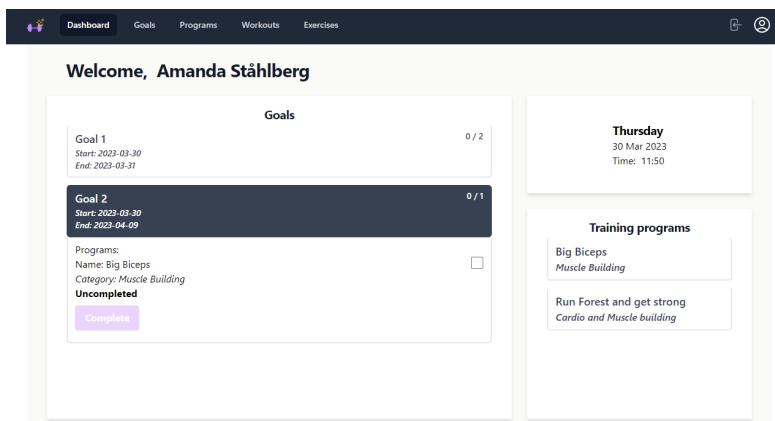 Dashboard Goals Programs Workouts Exercises
Welcome, Amanda Ståhlberg
Goals
Goal 1 0 / 2
Start: 2023-03-30
End: 2023-03-31
Goal 2 0 / 1
Start: 2023-03-30
End: 2023-04-09
Programs:
Name: Big Biceps
Category: Muscle Building
Uncompleted
Complete
Thursday
30 Mar 2023
Time: 11:50
Training programs
Big Biceps
Muscle Building
Run Forest and get strong
Cardio and Muscle building